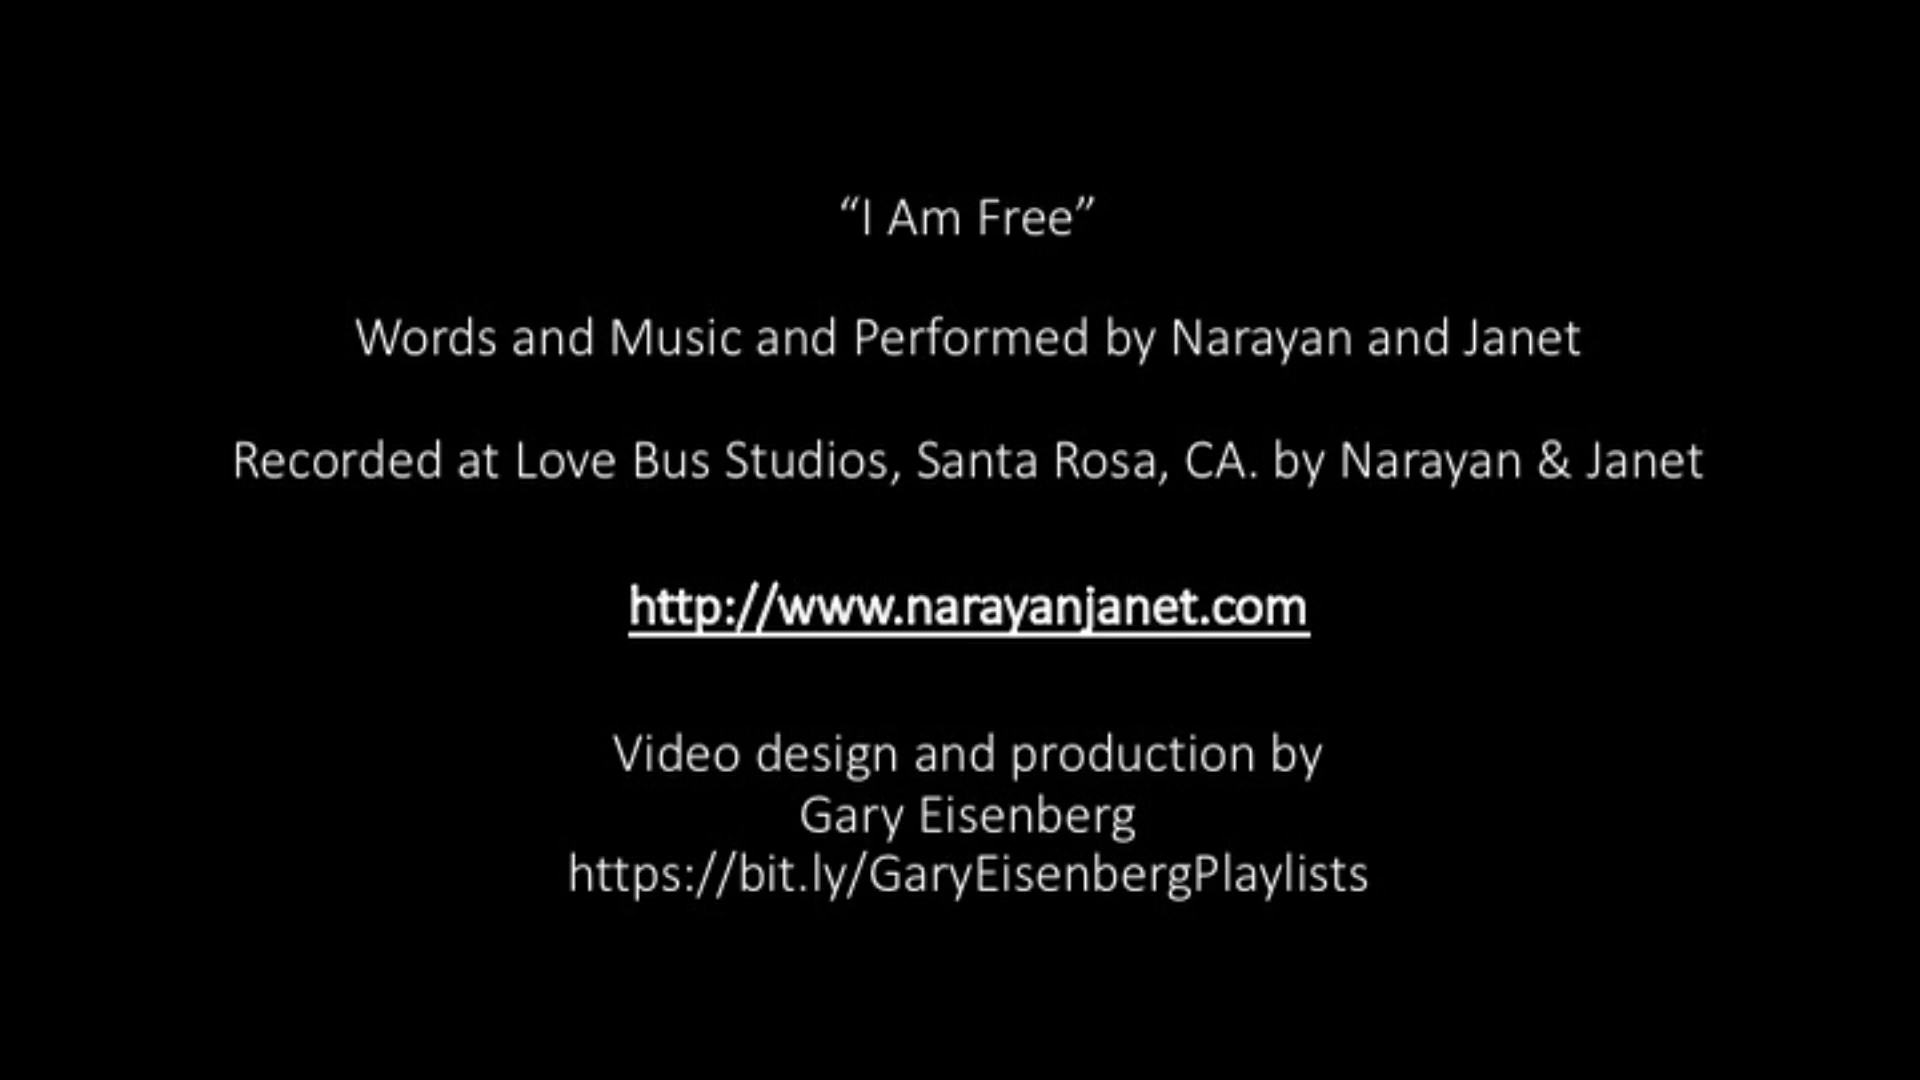 “I Am Free”
Words and Music and Performed by Narayan and Janet
Recorded at Love Bus Studios, Santa Rosa, CA. by Narayan & Janet
http://www.narayanjanet.com
Video design and production by
Gary Eisenberg
https://bit.ly/GaryEisenbergPlaylists